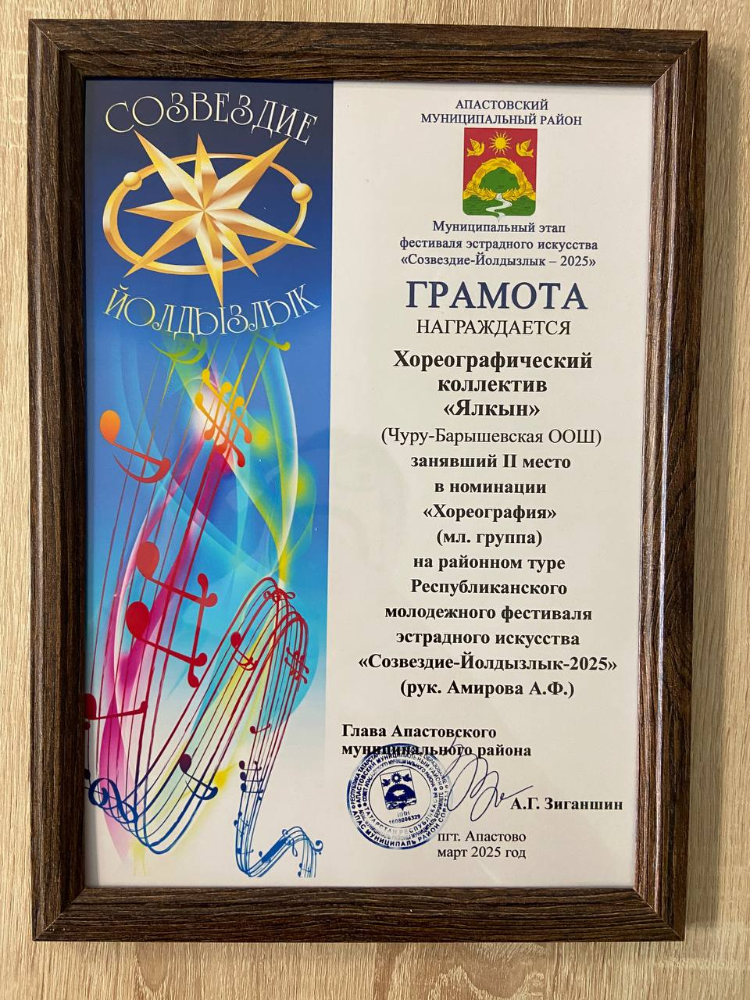 СОЗВЕЗДИЕ
ЙОЛДЫЗЛЫК
АПАСТОВСКИЙ
МУНИЦИПАЛЬНЫЙ РАЙОН
Муниципальный этап
фестиваля эстрадного искусства
«Созвездие-Йолдызлык – 2025»
ГРАМОТА
НАГРАЖДАЕТСЯ
Хореографический
коллектив
«Ялкын»
(Чуру-Барышевская ООШ)
занявший II место
в номинации
«Хореография»
(мл. группа)
на районном туре
Республиканского
молодежного фестиваля
эстрадного искусства
«Созвездие-Йолдызлык-2025»
(рук. Амирова А.Ф.)
Глава Апастовского
муниципального района
ИНН
1608008329
А.Г. Зиганшин
пгт. Апастово
март 2025 год